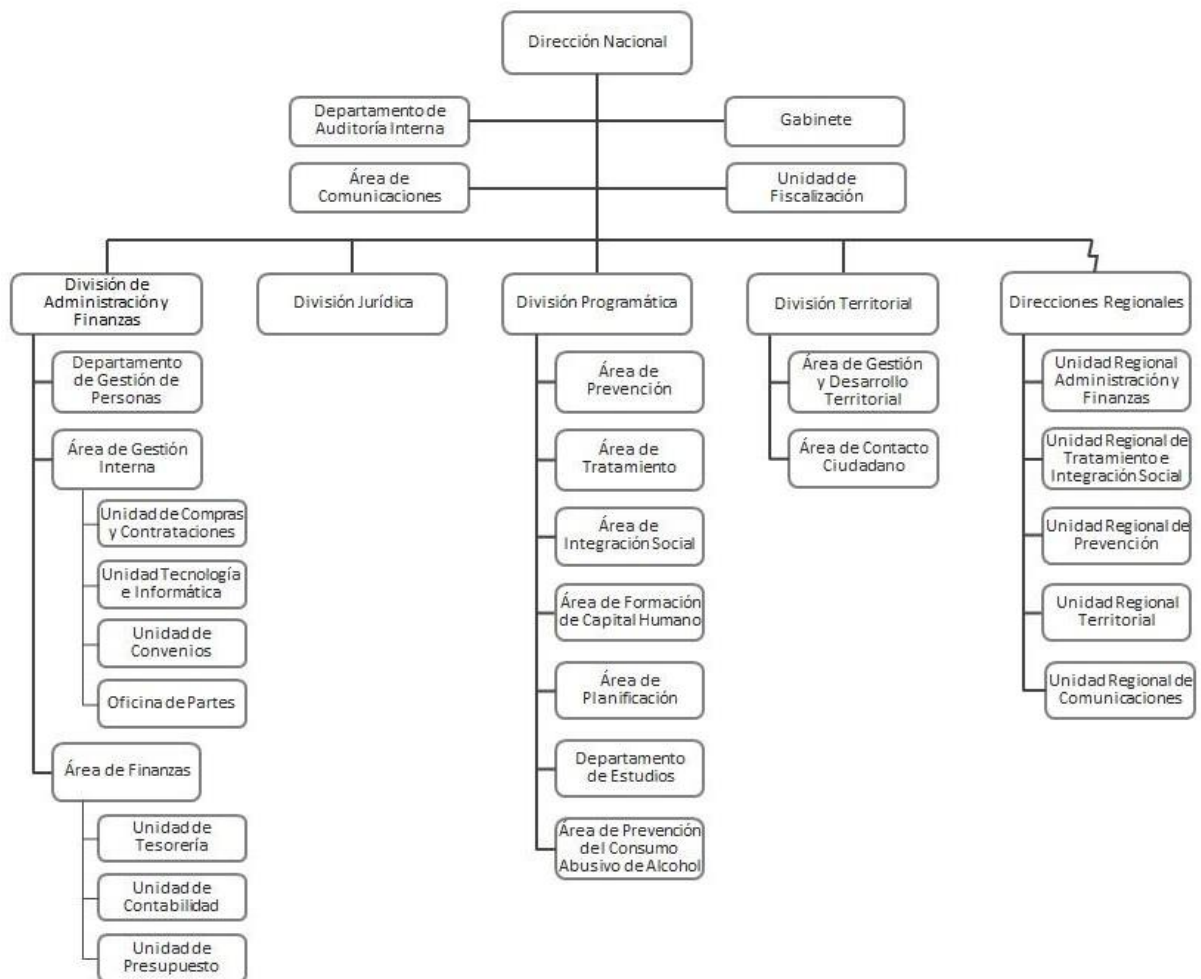 Dirección Nacional
Departamento de
Auditoría Interna
Gabinete
Área de
Comunicaciones
Unidad de
Fiscalización
División de
Administración y
Finanzas
División Jurídica
División Programática
División Territorial
Direcciones Regionales
Departamento
de Gestión de
Personas
Área de Gestión
Interna
Unidad de Compras
y Contrataciones
Unidad Tecnología
e Informática
Unidad de
Convenios
Oficina de Partes
Área de Finanzas
Unidad de
Tesorería
Unidad de
Contabilidad
Unidad de
Presupuesto
Área de
Prevención
Área de
Tratamiento
Área de
Integración Social
Área de Formación
de Capital Humano
Área de
Planificación
Departamento
de Estudios
Área de Prevención
del Consumo
Abusivo de Alcohol
Área de Gestión
y Desarrollo
Territorial
Área de Contacto
Ciudadano
Unidad Regional
Administración y
Finanzas
Unidad Regional de
Tratamiento e
Integración Social
Unidad Regional de
Prevención
Unidad Regional
Territorial
Unidad Regional de
Comunicaciones